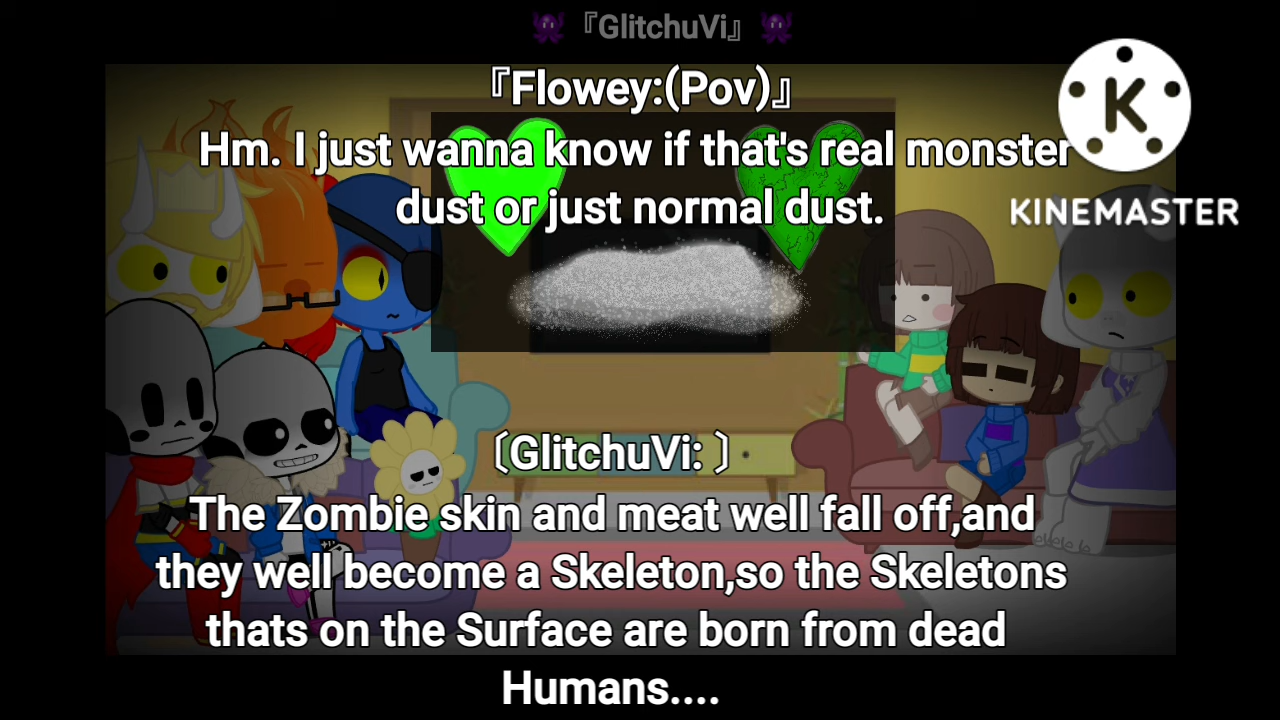 『GlitchuVi』
『Flowey:(Pov)』
Hm. I just wanna know if that's real monster
dust or just normal dust.
K
KINEMASTER
〔GlitchuVi: 〕
The Zombie skin and meat well fall off,and
they well become a Skeleton,so the Skeletons
thats on the Surface are born from dead
Humans....